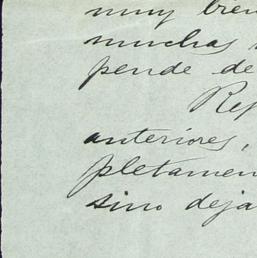 muy bien
muchas
pende de
Rep
anteriores,
pletamen
sino deja